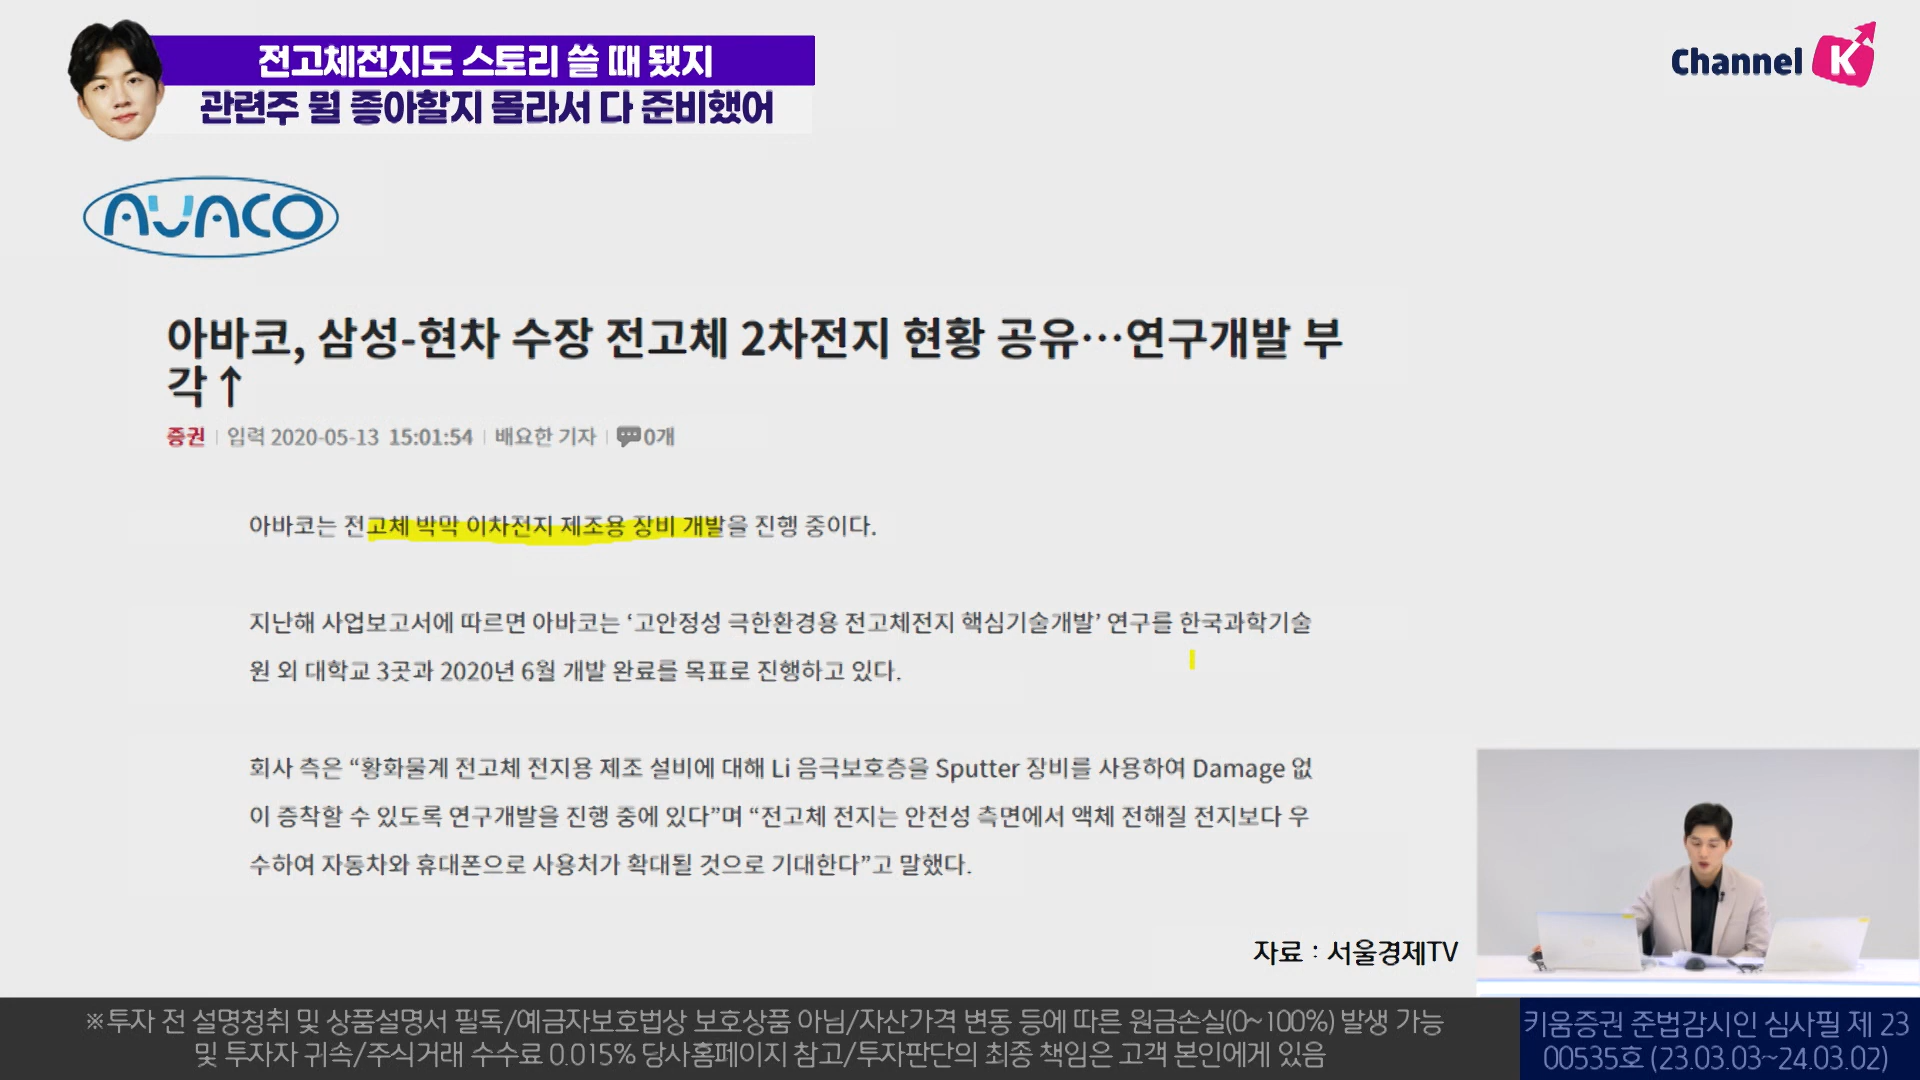 전고체전지도 스토리 쓸 때 됐지
관련주 뭘 좋아할지 몰라서 다 준비했어
Channel K
AVACO
아바코, 삼성-현차 수장 전고체 2차전지 현황 공유…연구개발 부
각↑
증권 | 입력 2020-05-13 15:01:54 | 배요한 기자 | 0개
아바코는 전고체 박막 이차전지 제조용 장비 개발을 진행 중이다.
지난해 사업보고서에 따르면 아바코는 ‘고안정성 극한환경용 전고체전지 핵심기술개발’ 연구를 한국과학기술
원 외 대학교 3곳과 2020년 6월 개발 완료를 목표로 진행하고 있다.
회사 측은 “황화물계 전고체 전지용 제조 설비에 대해 Li 음극보호층을 Sputter 장비를 사용하여 Damage 없
이 증착할 수 있도록 연구개발을 진행 중에 있다”며 “전고체 전지는 안전성 측면에서 액체 전해질 전지보다 우
수하여 자동차와 휴대폰으로 사용처가 확대될 것으로 기대한다”고 말했다.
자료 : 서울경제TV
※투자 전 설명청취 및 상품설명서 필독/예금자보호법상 보호상품 아님/자산가격 변동 등에 따른 원금손실(0~100%) 발생 가능
및 투자자 귀속/주식거래 수수료 0.015% 당사홈페이지 참고/투자판단의 최종 책임은 고객 본인에게 있음
키움증권 준법감시인 심사필 제 23
00535호 (23.03.03~24.03.02)